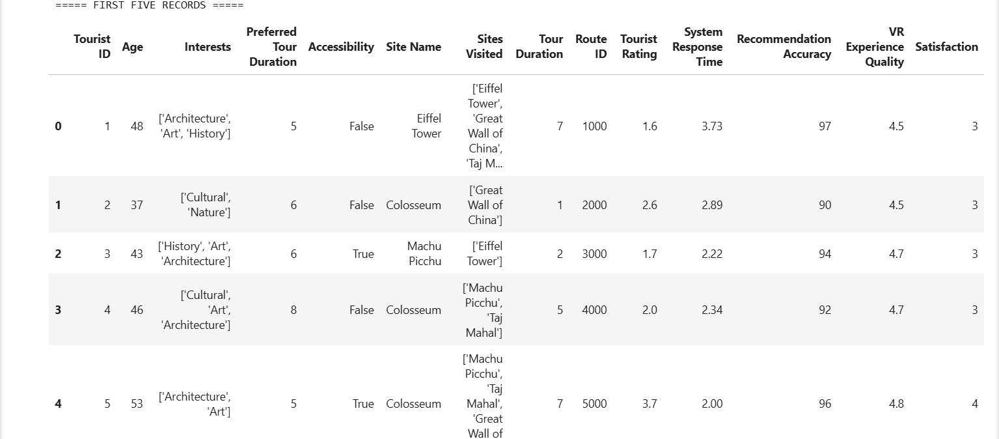 ===== FIRST FIVE RECORDS =====
Tourist ID Age Interests Preferred Tour Duration Accessibility Site Name Sites Visited Tour Duration Route ID Tourist Rating System Response Time Recommendation Accuracy VR Experience Quality Satisfaction
0 1 48 ['Architecture', 'Art', 'History'] 5 False Eiffel Tower ['Eiffel Tower', 'Great Wall of China', 'Taj M... 7 1000 1.6 3.73 97 4.5 3
1 2 37 ['Cultural', 'Nature'] 6 False Colosseum ['Great Wall of China'] 1 2000 2.6 2.89 90 4.5 3
2 3 43 ['History', 'Art', 'Architecture'] 6 True Machu Picchu ['Eiffel Tower'] 2 3000 1.7 2.22 94 4.7 3
3 4 46 ['Cultural', 'Art', 'Architecture'] 8 False Colosseum ['Machu Picchu', 'Taj Mahal'] 5 4000 2.0 2.34 92 4.7 3
4 5 53 ['Architecture', 'Art'] 5 True Colosseum ['Machu Picchu', 'Taj Mahal', 'Great Wall of 7 5000 3.7 2.00 96 4.8 4